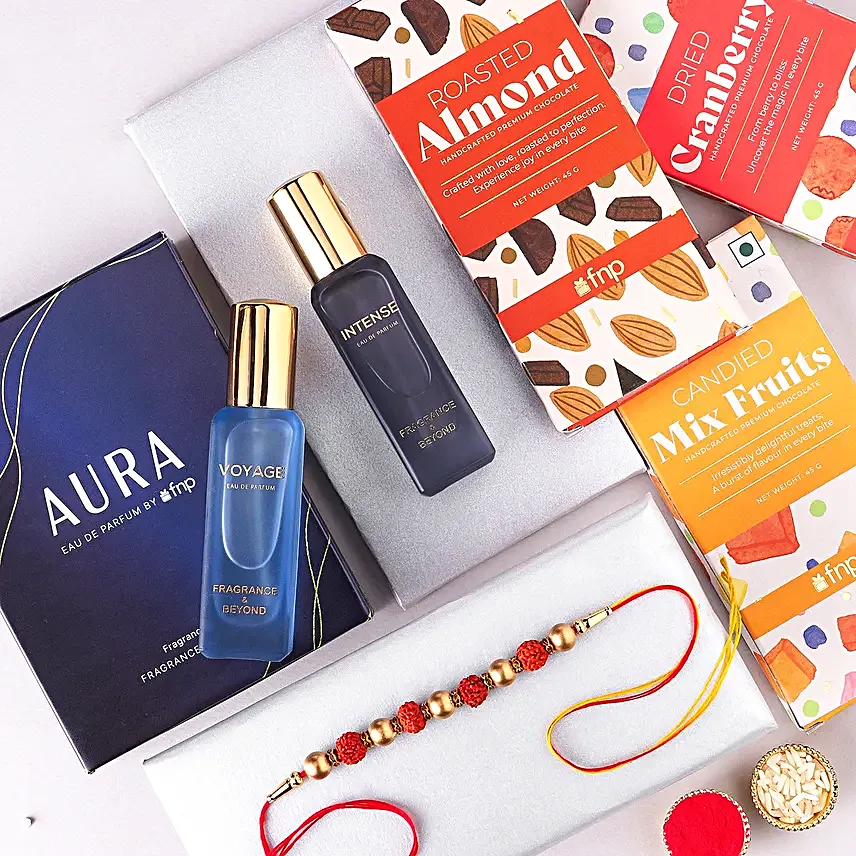 ROASTED
Almond
HANDCRAFTED PREMIUM CHOCOLATE
Crafted with love, roasted to perfection:
Experience joy in every bite
NET WEIGHT: 45 G
fnp
DRIED
Cranberry
HANDCRAFTED PREMIUM CHOCOLATE
From berry to bliss:
Uncover the magic in every bite
NET WEIGHT: 45 G
CANDIED
Mix Fruits
HANDCRAFTED PREMIUM CHOCOLATE
Irresistibly delightful treats:
A burst of flavour in every bite
NET WEIGHT: 45 G
fnp
INTENSE
EAU DE PARFUM
FRAGRANCE
&
BEYOND
VOYAGE
EAU DE PARFUM
FRAGRANCE
&
BEYOND
AURA
EAU DE PARFUM BY fnp
FRAGRANCE